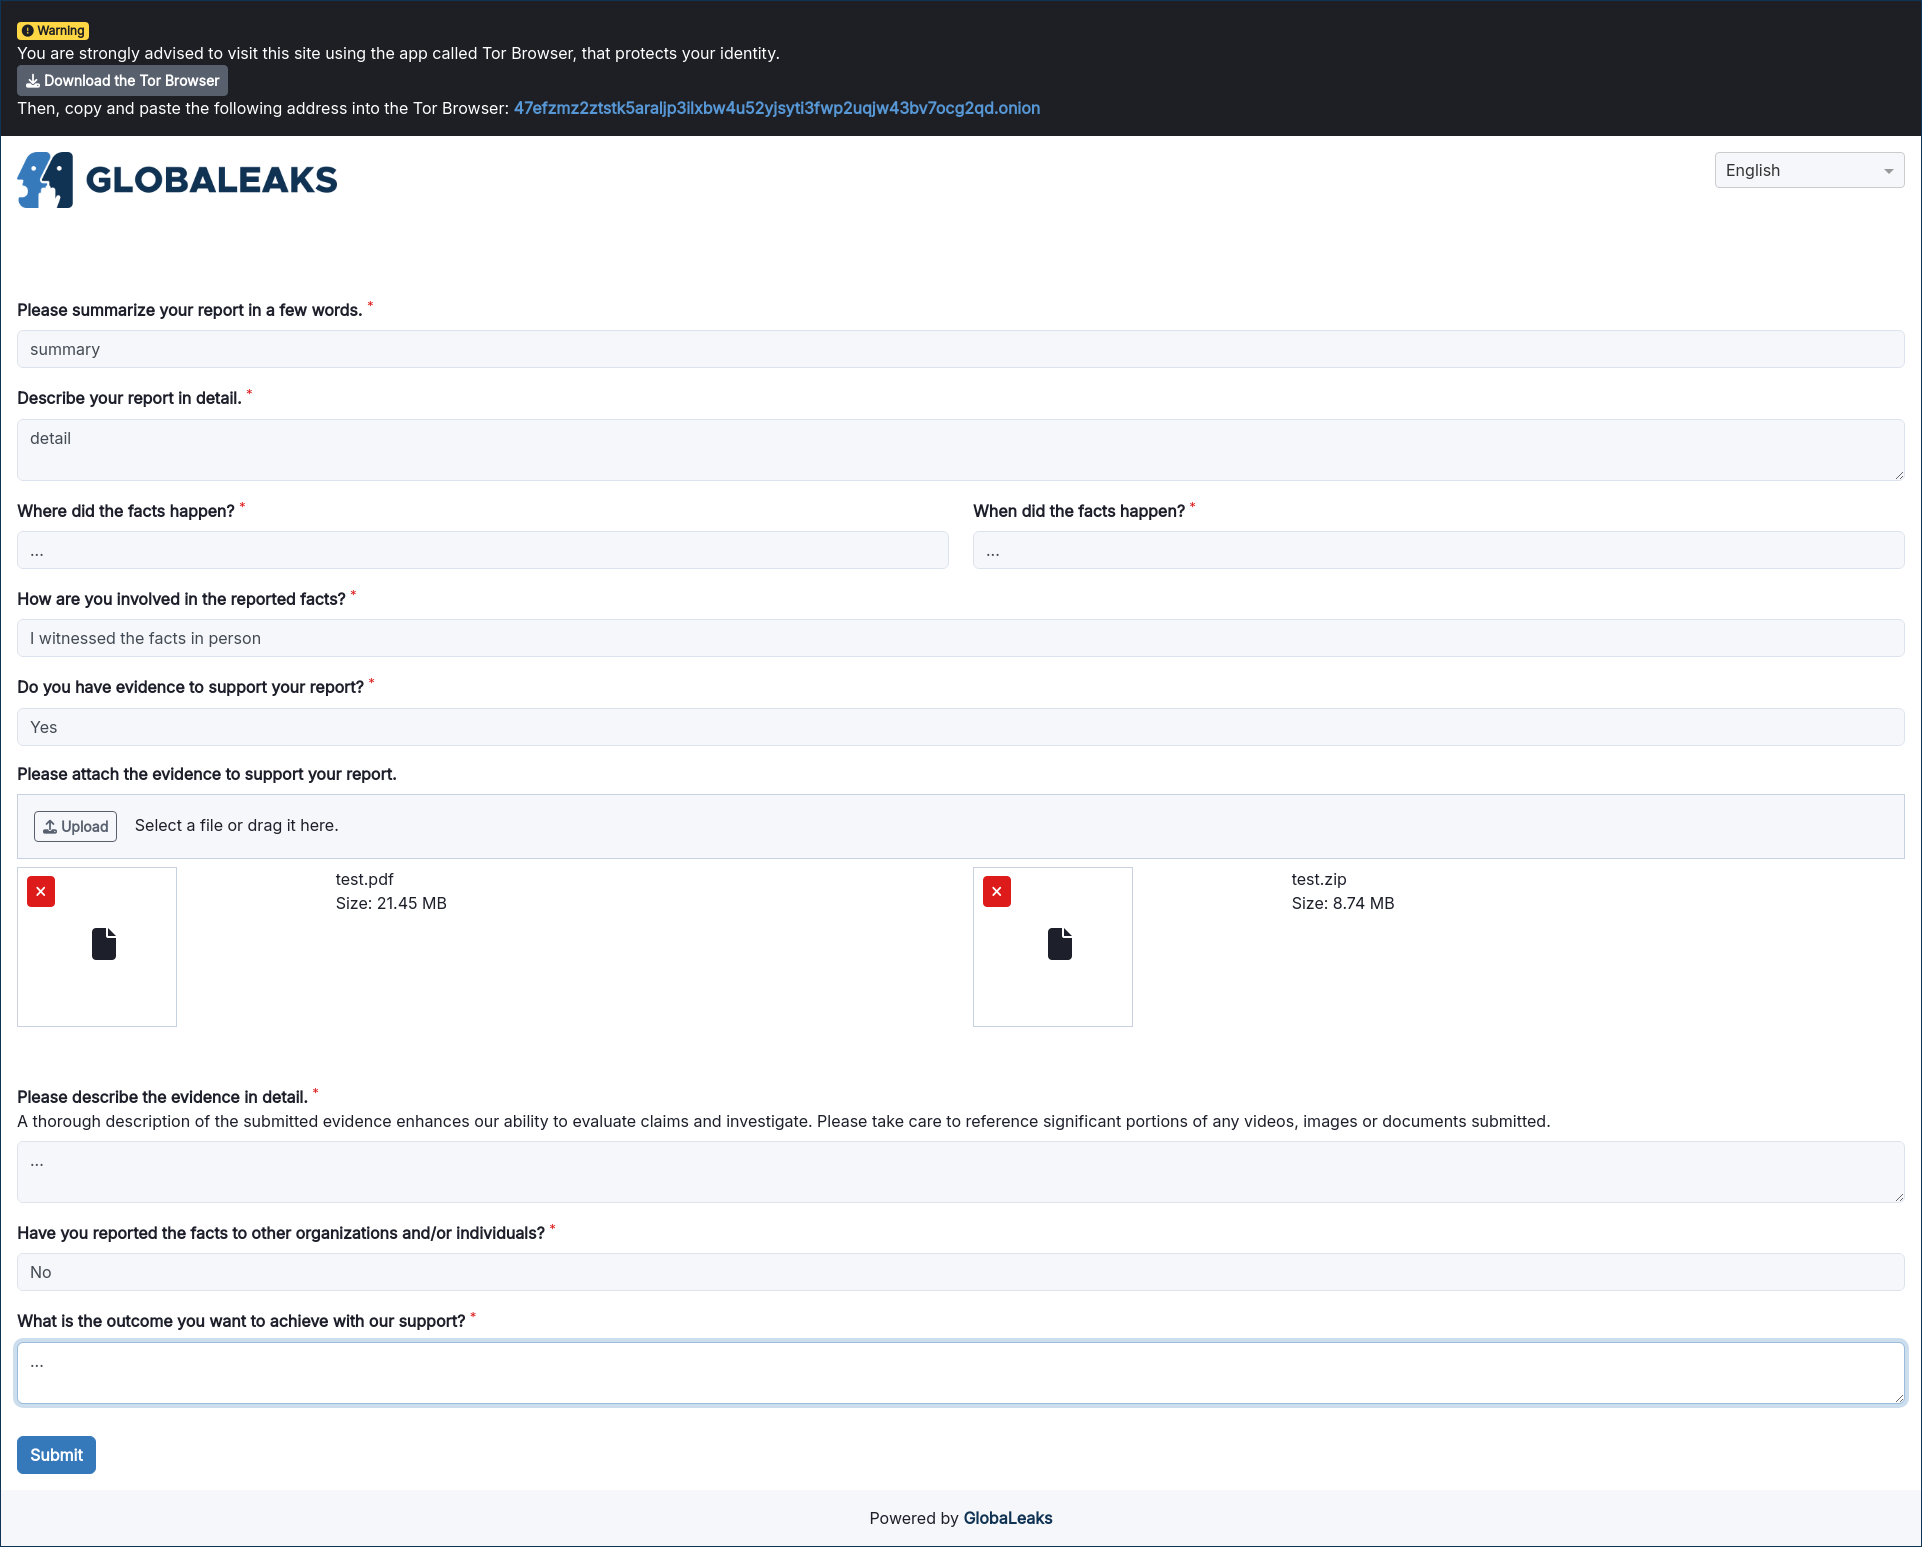 Warning
You are strongly advised to visit this site using the app called Tor Browser, that protects your identity.
Download the Tor Browser
Then, copy and paste the following address into the Tor Browser: 47efzmz2ztstk5araljp3ilxbw4u52yjsyti3fwp2uqjw43bv7ocg2qd.onion
GLOBALEAKS
English
Please summarize your report in a few words. *
summary
Describe your report in detail. *
detail
Where did the facts happen? *
When did the facts happen? *
...
...
How are you involved in the reported facts? *
I witnessed the facts in person
Do you have evidence to support your report? *
Yes
Please attach the evidence to support your report.
Upload
Select a file or drag it here.
test.pdf
Size: 21.45 MB
test.zip
Size: 8.74 MB
Please describe the evidence in detail. *
A thorough description of the submitted evidence enhances our ability to evaluate claims and investigate. Please take care to reference significant portions of any videos, images or documents submitted.
...
Have you reported the facts to other organizations and/or individuals? *
No
What is the outcome you want to achieve with our support? *
...
Submit
Powered by GlobaLeaks